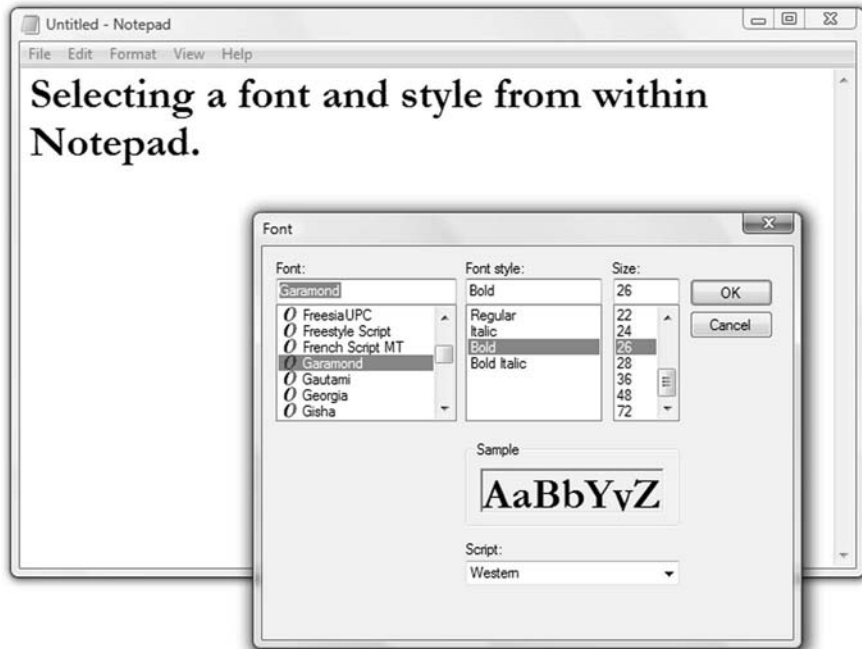 Untitled - Notepad
File Edit Format View Help
Selecting a font and style from within
Notepad.
Font
Font:
Garamond
FreesiaUPC
Freestyle Script
French Script MT
Garamond
Gautami
Georgia
Gisha
Font style:
Bold
Regular
Italic
Bold
Bold Italic
Size:
26
22
24
26
28
36
48
72
OK
Cancel
Sample
AaBbYyZ
Script:
Western